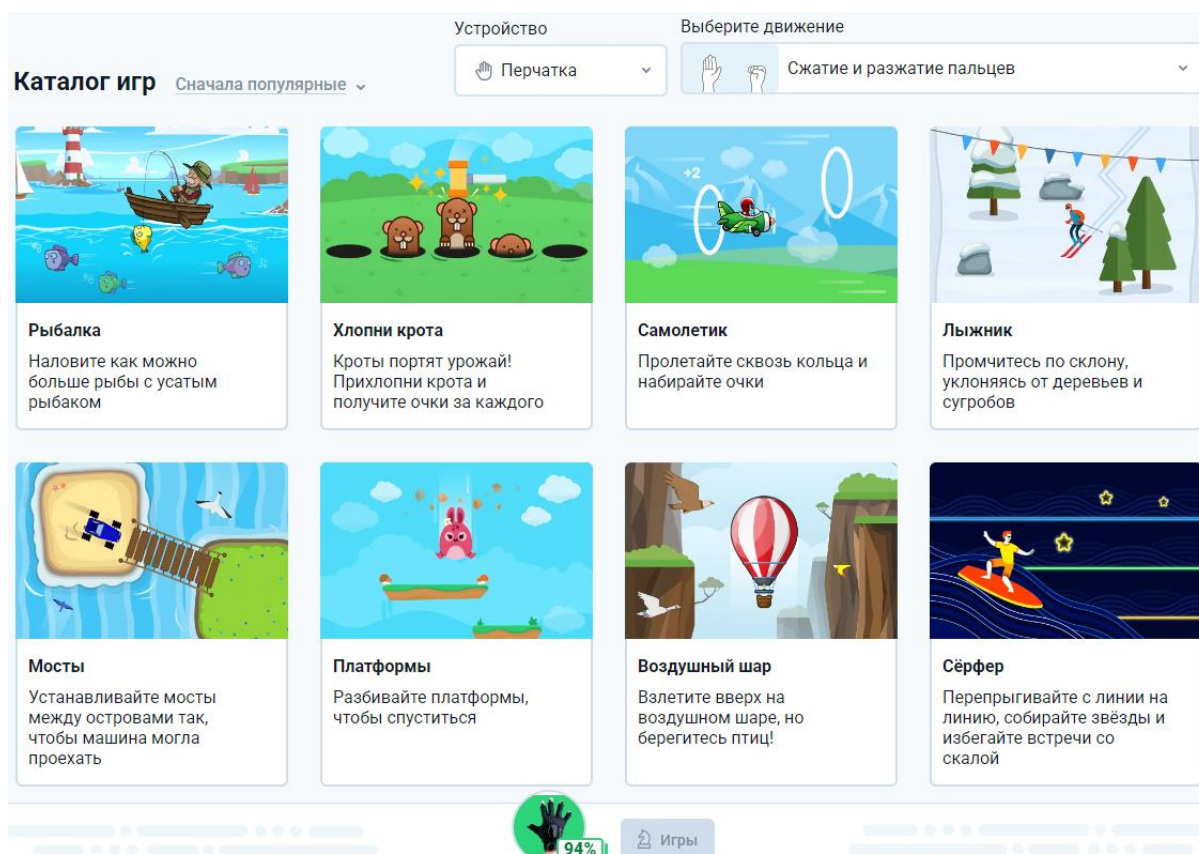 Устройство
Выберите движение
Каталог игр
Сначала популярные
Перчатка
Сжатие и разжатие пальцев
+2
Рыбалка
Наловите как можно
больше рыбы с усатым
рыбаком
Хлопни крота
Кроты портят урожай!
Прихлопни крота и
получите очки за каждого
Самолетик
Пролетайте сквозь кольца и
набирайте очки
Лыжник
Промчитесь по склону,
уклоняясь от деревьев и
сугробов
Мосты
Устанавливайте мосты
между островами так,
чтобы машина могла
проехать
Платформы
Разбивайте платформы,
чтобы спуститься
Воздушный шар
Взлетите вверх на
воздушном шаре, но
берегитесь птиц!
Сёрфер
Перепрыгивайте с линии на
линию, собирайте звёзды и
избегайте встречи со
скалой
94%
Игры